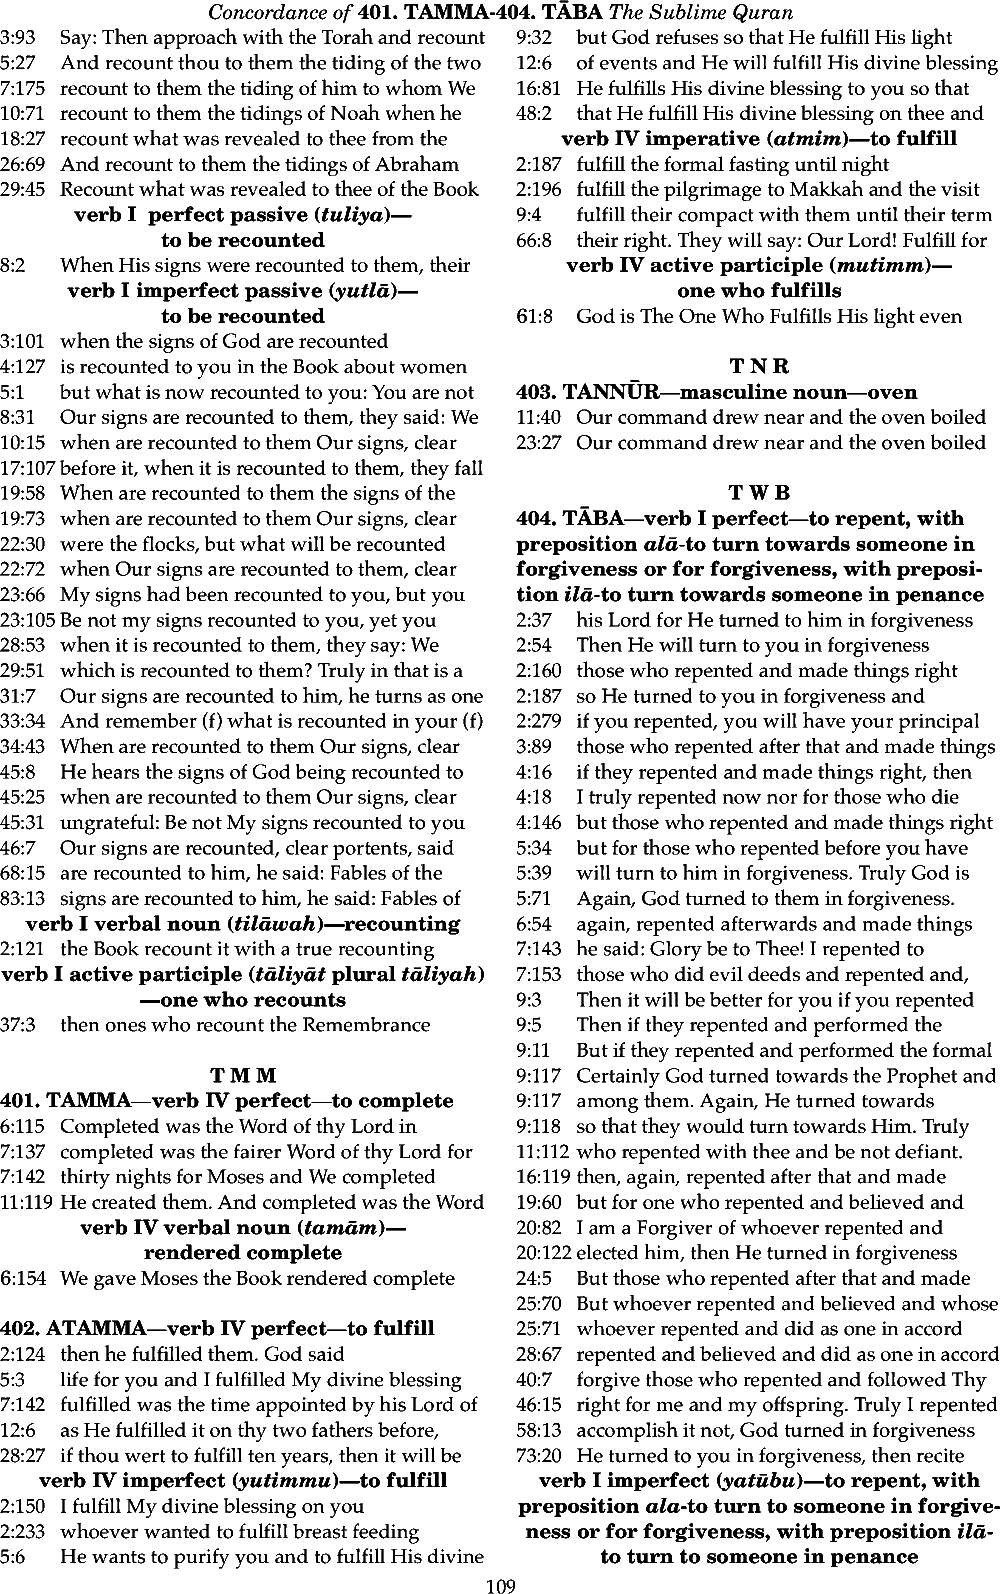 Concordance of 401. TAMMA-404. TĀBA The Sublime Quran
3:93 Say: Then approach with the Torah and recount
5:27 And recount thou to them the tiding of the two
7:175 recount to them the tiding of him to whom We
10:71 recount to them the tidings of Noah when he
18:27 recount what was revealed to thee from the
26:69 And recount to them the tidings of Abraham
29:45 Recount what was revealed to thee of the Book
verb I perfect passive (tuliya)—
to be recounted
8:2 When His signs were recounted to them, their
verb I imperfect passive (yutlā)—
to be recounted
3:101 when the signs of God are recounted
4:127 is recounted to you in the Book about women
5:1 but what is now recounted to you: You are not
8:31 Our signs are recounted to them, they said: We
10:15 when are recounted to them Our signs, clear
17:107 before it, when it is recounted to them, they fall
19:58 When are recounted to them the signs of the
19:73 when are recounted to them Our signs, clear
22:30 were the flocks, but what will be recounted
22:72 when Our signs are recounted to them, clear
23:66 My signs had been recounted to you, but you
23:105 Be not my signs recounted to you, yet you
28:53 when it is recounted to them, they say: We
29:51 which is recounted to them? Truly in that is a
31:7 Our signs are recounted to him, he turns as one
33:34 And remember (f) what is recounted in your (f)
34:43 When are recounted to them Our signs, clear
45:8 He hears the signs of God being recounted to
45:25 when are recounted to them Our signs, clear
45:31 ungrateful: Be not My signs recounted to you
46:7 Our signs are recounted, clear portents, said
68:15 are recounted to him, he said: Fables of the
83:13 signs are recounted to him, he said: Fables of
verb I verbal noun (tilāwah)—recounting
2:121 the Book recount it with a true recounting
verb I active participle (tāliyāt plural tāliyah)
—one who recounts
37:3 then ones who recount the Remembrance
T M M
401. TAMMA—verb IV perfect—to complete
6:115 Completed was the Word of thy Lord in
7:137 completed was the fairer Word of thy Lord for
7:142 thirty nights for Moses and We completed
11:119 He created them. And completed was the Word
verb IV verbal noun (tamām)—
rendered complete
6:154 We gave Moses the Book rendered complete
402. ATAMMA—verb IV perfect—to fulfill
2:124 then he fulfilled them. God said
5:3 life for you and I fulfilled My divine blessing
7:142 fulfilled was the time appointed by his Lord of
12:6 as He fulfilled it on thy two fathers before,
28:27 if thou wert to fulfill ten years, then it will be
verb IV imperfect (yutimmu)—to fulfill
2:150 I fulfill My divine blessing on you
2:233 whoever wanted to fulfill breast feeding
5:6 He wants to purify you and to fulfill His divine
9:32 but God refuses so that He fulfill His light
12:6 of events and He will fulfill His divine blessing
16:81 He fulfills His divine blessing to you so that
48:2 that He fulfill His divine blessing on thee and
verb IV imperative (atmim)—to fulfill
2:187 fulfill the formal fasting until night
2:196 fulfill the pilgrimage to Makkah and the visit
9:4 fulfill their compact with them until their term
66:8 their right. They will say: Our Lord! Fulfill for
verb IV active participle (mutimm)—
one who fulfills
61:8 God is The One Who Fulfills His light even
T N R
403. TANNŪR—masculine noun—oven
11:40 Our command drew near and the oven boiled
23:27 Our command drew near and the oven boiled
T W B
404. TĀBA—verb I perfect—to repent, with
preposition alā-to turn towards someone in
forgiveness or for forgiveness, with preposi-
tion ilā-to turn towards someone in penance
2:37 his Lord for He turned to him in forgiveness
2:54 Then He will turn to you in forgiveness
2:160 those who repented and made things right
2:187 so He turned to you in forgiveness and
2:279 if you repented, you will have your principal
3:89 those who repented after that and made things
4:16 if they repented and made things right, then
4:18 I truly repented now nor for those who die
4:146 but those who repented and made things right
5:34 but for those who repented before you have
5:39 will turn to him in forgiveness. Truly God is
5:71 Again, God turned to them in forgiveness.
6:54 again, repented afterwards and made things
7:143 he said: Glory be to Thee! I repented to
7:153 those who did evil deeds and repented and,
9:3 Then it will be better for you if you repented
9:5 Then if they repented and performed the
9:11 But if they repented and performed the formal
9:117 Certainly God turned towards the Prophet and
9:117 among them. Again, He turned towards
9:118 so that they would turn towards Him. Truly
11:112 who repented with thee and be not defiant.
16:119 then, again, repented after that and made
19:60 but for one who repented and believed and
20:82 I am a Forgiver of whoever repented and
20:122 elected him, then He turned in forgiveness
24:5 But those who repented after that and made
25:70 But whoever repented and believed and whose
25:71 whoever repented and did as one in accord
28:67 repented and believed and did as one in accord
40:7 forgive those who repented and followed Thy
46:15 right for me and my offspring. Truly I repented
58:13 accomplish it not, God turned in forgiveness
73:20 He turned to you in forgiveness, then recite
verb I imperfect (yatūbu)—to repent, with
preposition ala-to turn to someone in forgive-
ness or for forgiveness, with preposition ilā-
to turn to someone in penance
109